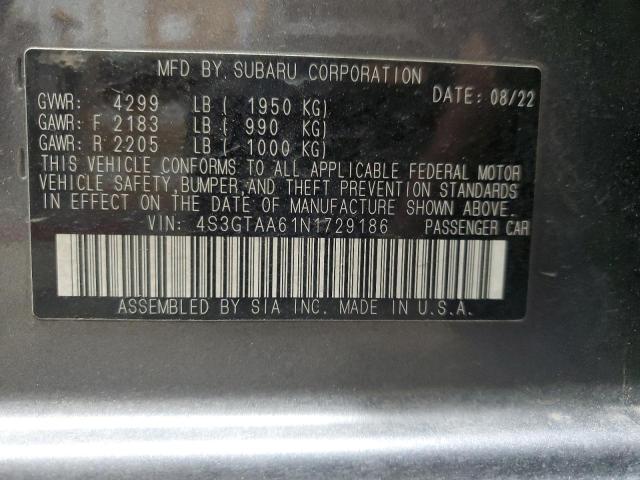 MFD BY SUBARU CORPORATION
DATE: 08/22
GVWR: 4299 LB ( 1950 KG)
GAWR: F 2183 LB ( 990 KG)
GAWR: R 2205 LB ( 1000 KG)
THIS VEHICLE CONFORMS TO ALL APPLICABLE FEDERAL MOTOR
VEHICLE SAFETY, BUMPER, AND THEFT PREVENTION STANDARDS
IN EFFECT ON THE DATE OF MANUFACTURE SHOWN ABOVE.
VIN: 4S3GTAA61N1729186 PASSENGER CAR
ASSEMBLED BY SIA INC. MADE IN U.S.A.